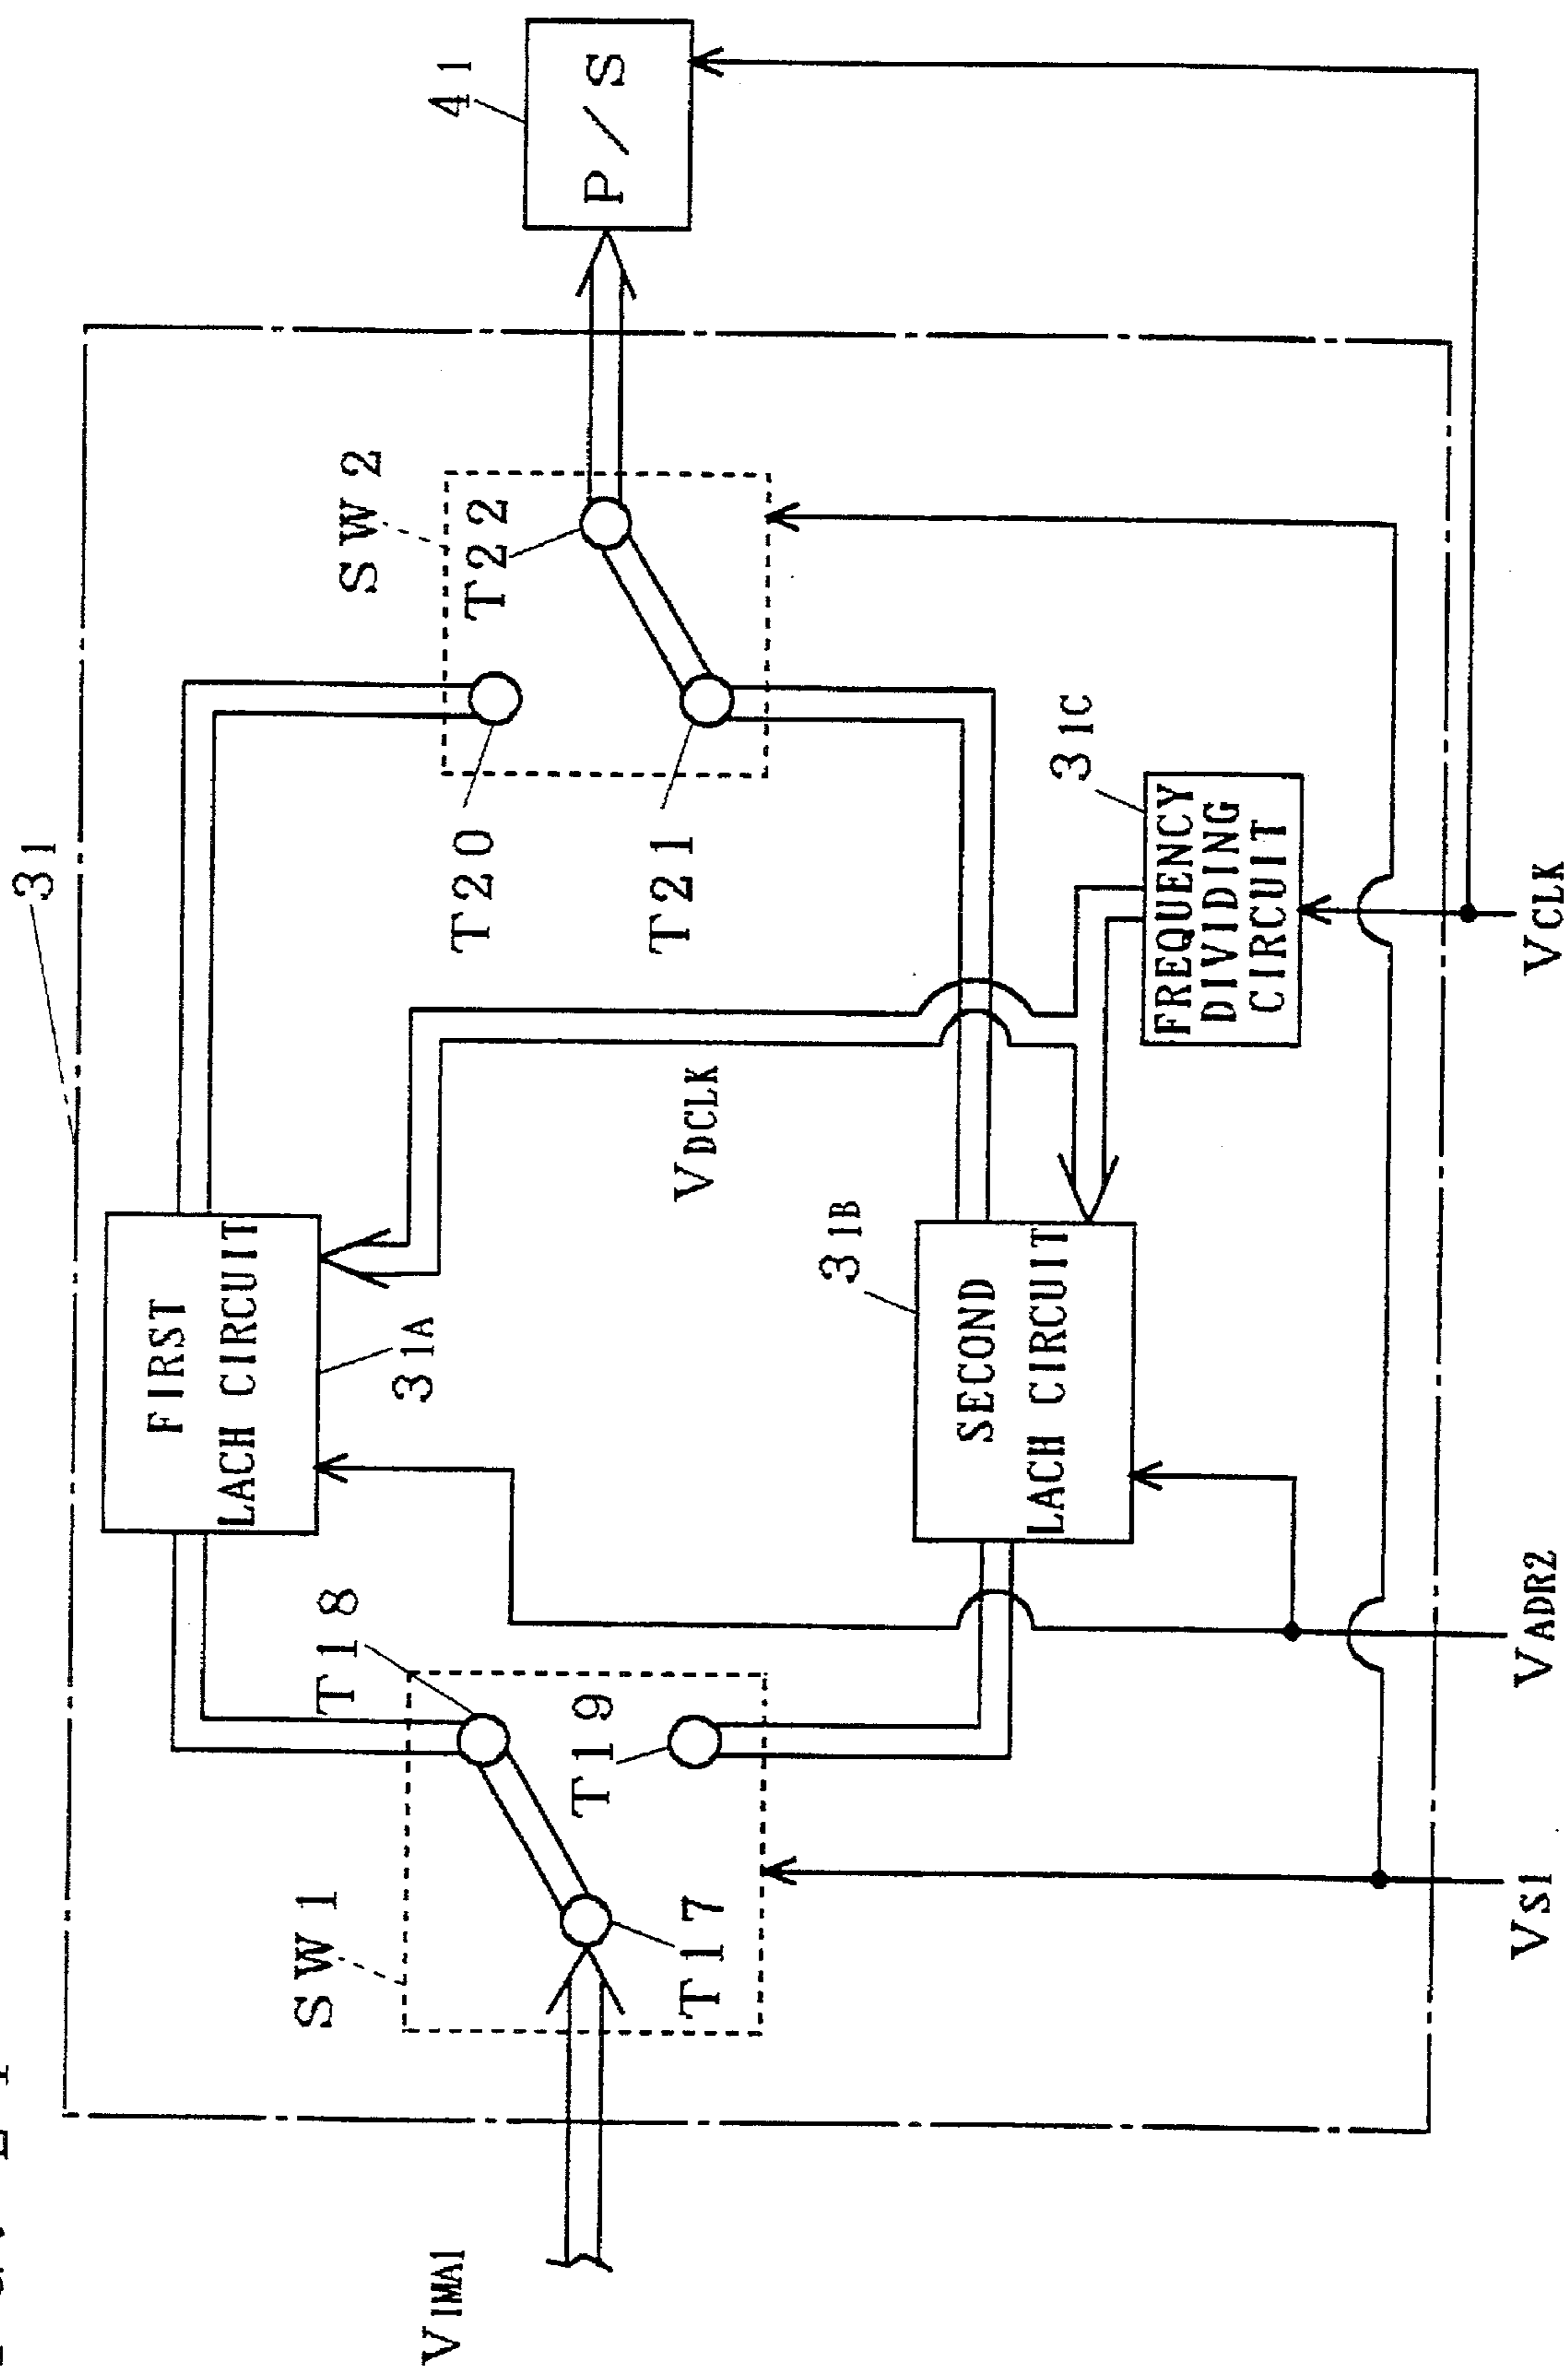 31
41
P/S
FIRST
LACH CIRCUIT
31A
SW2
T22
T20
T21
SW1
T18
T19
T17
VIMA1
VDCLK
SECOND
LACH CIRCUIT
31B
31C
FREQUENCY
DIVIDING
CIRCUIT
VS1
VADR2
VCLK